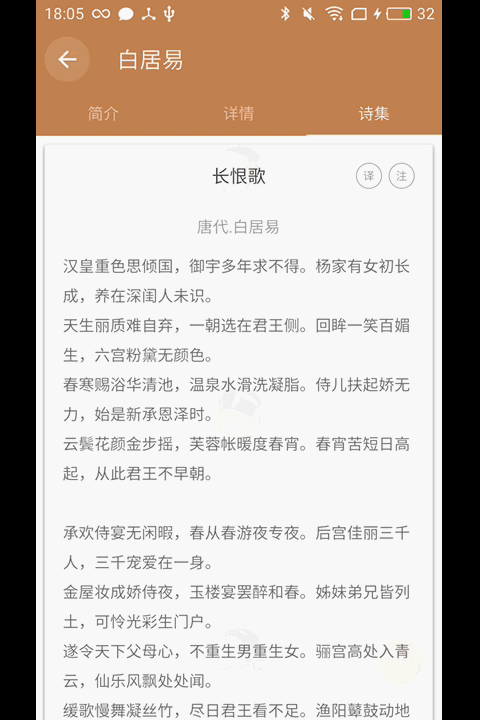 18:05
32
白居易
简介
详情
诗集
长恨歌
译
注
唐代.白居易
汉皇重色思倾国，御宇多年求不得。杨家有女初长
成，养在深闺人未识。
天生丽质难自弃，一朝选在君王侧。回眸一笑百媚
生，六宫粉黛无颜色。
春寒赐浴华清池，温泉水滑洗凝脂。侍儿扶起娇无
力，始是新承恩泽时。
云鬓花颜金步摇，芙蓉帐暖度春宵。春宵苦短日高
起，从此君王不早朝。
承欢侍宴无闲暇，春从春游夜专夜。后宫佳丽三千
人，三千宠爱在一身。
金屋妆成娇侍夜，玉楼宴罢醉和春。姊妹弟兄皆列
土，可怜光彩生门户。
遂令天下父母心，不重生男重生女。骊宫高处入青
云，仙乐风飘处处闻。
缓歌慢舞凝丝竹，尽日君王看不足。渔阳鼙鼓动地